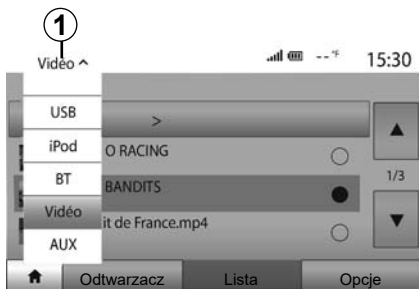 1
Vidéo
--°F
15:30
USB
>
iPod
O RACING
BT
BANDITS
1/3
Vidéo
it de France.mp4
AUX
Odtwarzacz
Lista
Opcje